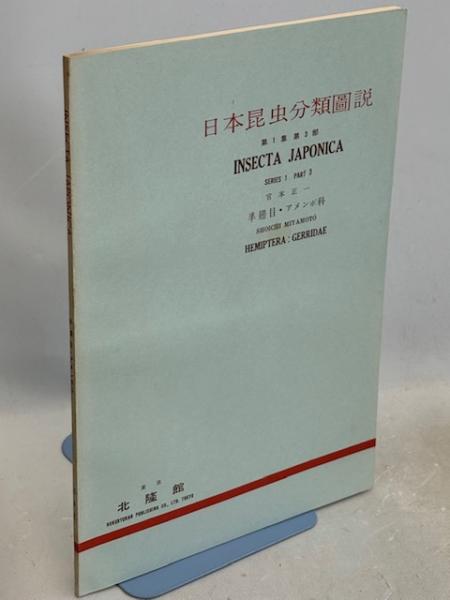 日本昆虫分類圖説
第1集第3部
INSECTA JAPONICA
SERIES 1 PART 3
宮本正一
半翅目・アメンボ科
SHOICHI MIYAMOTO
HEMIPTERA : GERRIDAE
東京
北隆館
HOKURYUKAN PUBLISHING CO., LTD. TOKYO